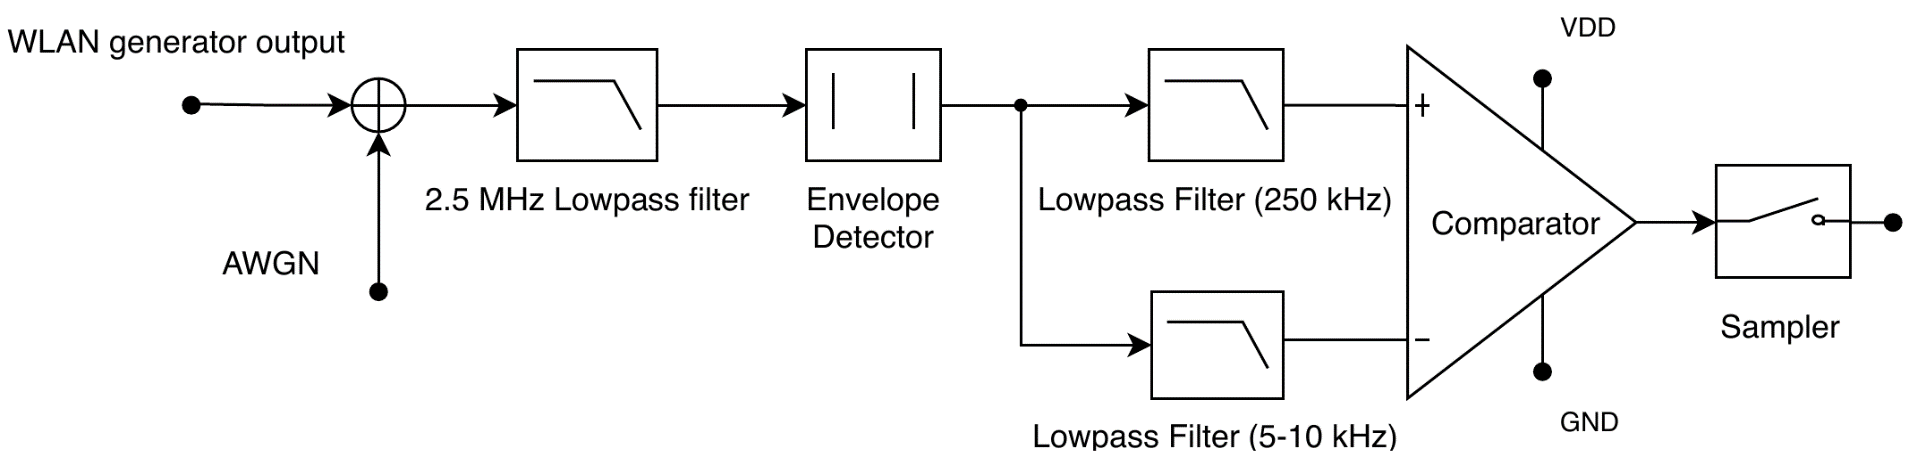 WLAN generator output
VDD
+
2.5 MHz Lowpass filter
Envelope
Detector
Lowpass Filter (250 kHz)
Comparator
AWGN
Sampler
−
Lowpass Filter (5-10 kHz)
GND